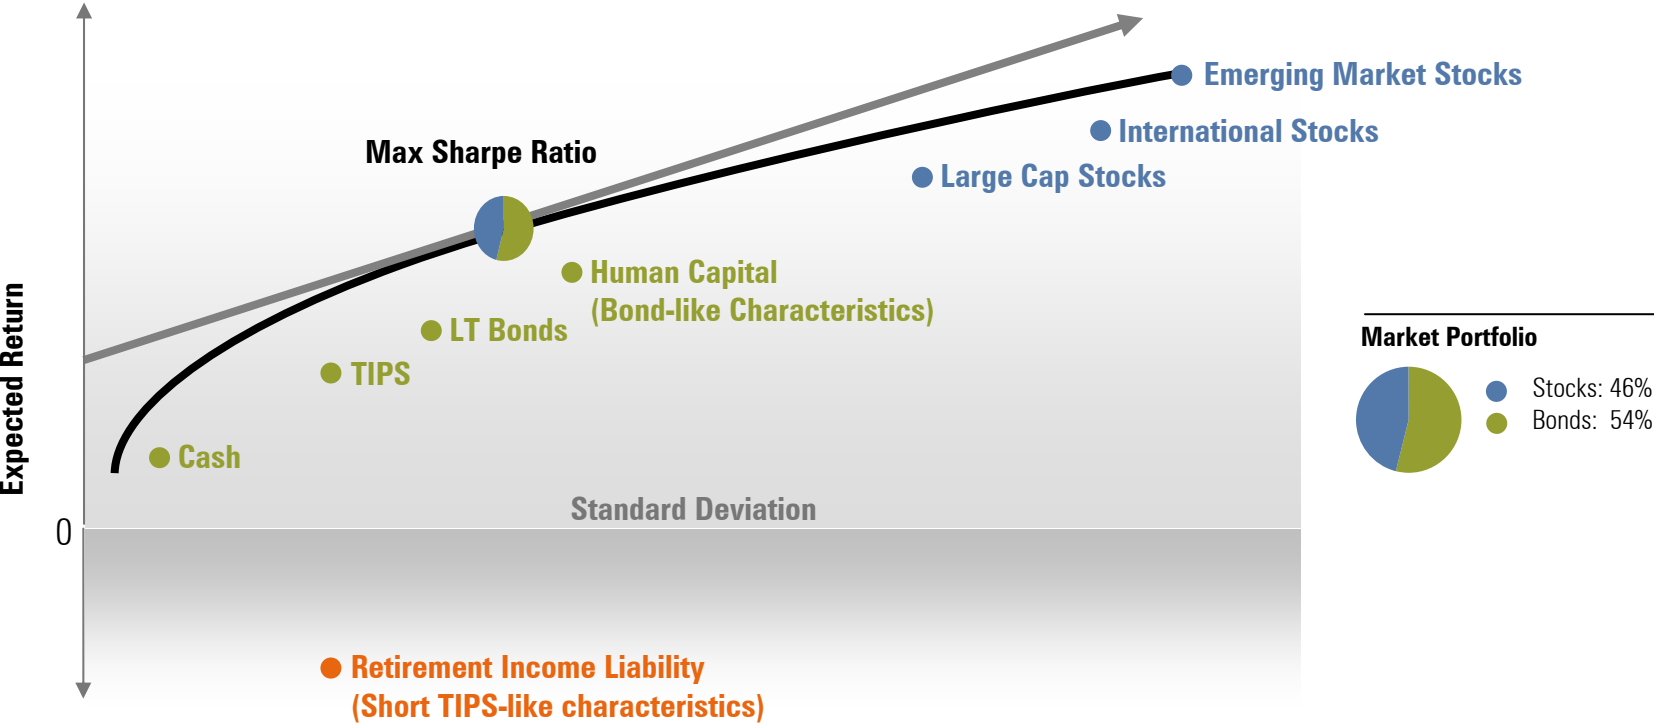 Emerging Market Stocks
International Stocks
Max Sharpe Ratio
Large Cap Stocks
Human Capital
(Bond-like Characteristics)
LT Bonds
TIPS
Cash
Expected Return
Standard Deviation
0
Retirement Income Liability
(Short TIPS-like characteristics)
Market Portfolio
Stocks: 46%
Bonds: 54%